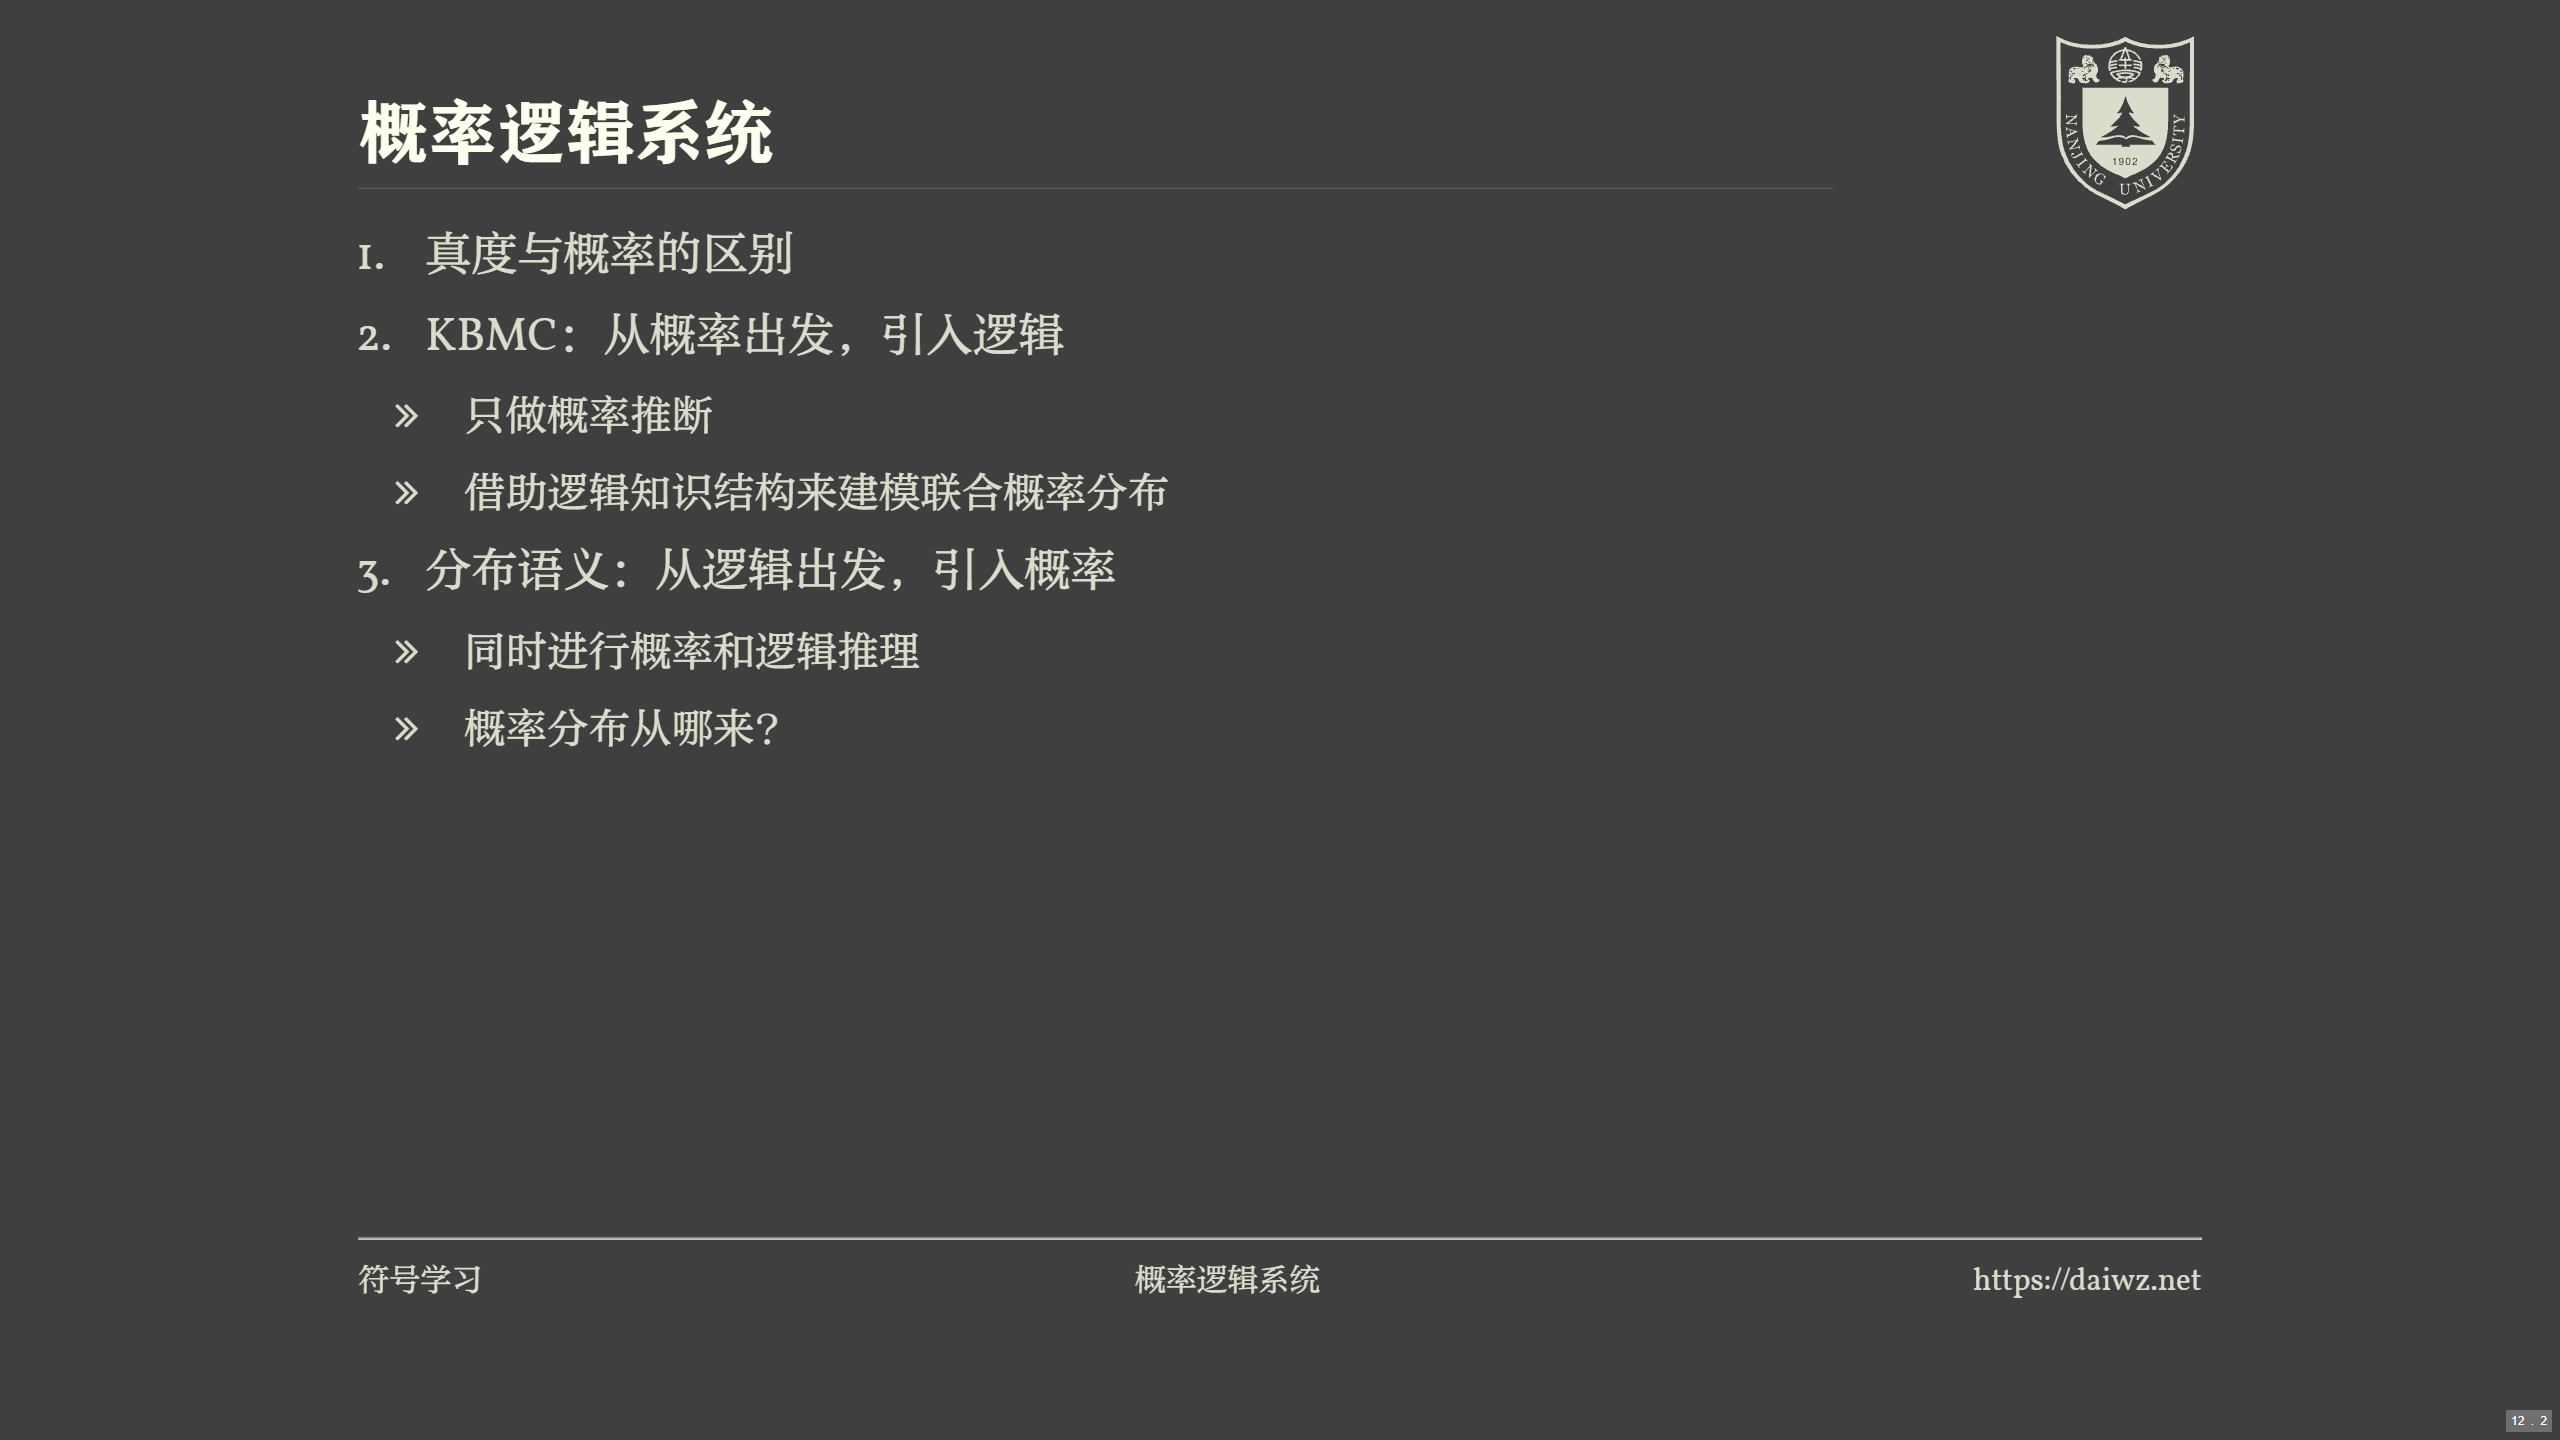 概率逻辑系统
NANJING UNIVERSITY
1902
1. 真度与概率的区别
2. KBMC：从概率出发，引入逻辑
» 只做概率推断
» 借助逻辑知识结构来建模联合概率分布
3. 分布语义：从逻辑出发，引入概率
» 同时进行概率和逻辑推理
» 概率分布从哪来？
符号学习
概率逻辑系统
https://daiwz.net
12 . 2